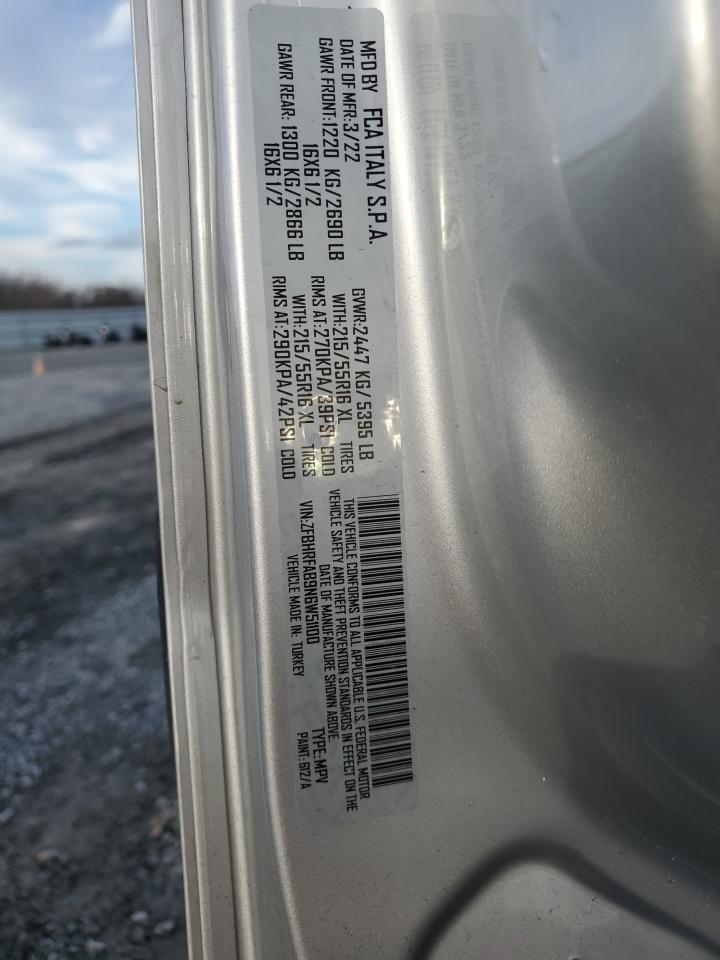 MFD BY FCA ITALY S.P.A.
DATE OF MFR:3/22 GVWR:2447 KG/5395 LB
GAWR FRONT:1220 KG/2690 LB WITH:215/55R16 XL TIRES
16X6 1/2 RIMS AT:270KPA/39PSI COLD
GAWR REAR: 1300 KG/2866 LB WITH:215/55R16 XL TIRES
16X6 1/2 RIMS AT:290KPA/42PSI COLD
THIS VEHICLE CONFORMS TO ALL APPLICABLE U.S. FEDERAL MOTOR
VEHICLE SAFETY AND THEFT PREVENTION STANDARDS IN EFFECT ON THE
DATE OF MANUFACTURE SHOWN ABOVE.
VIN:ZFBHRFAB9N6W51100 TYPE:MPV
VEHICLE MADE IN: TURKEY PAINT:612/A